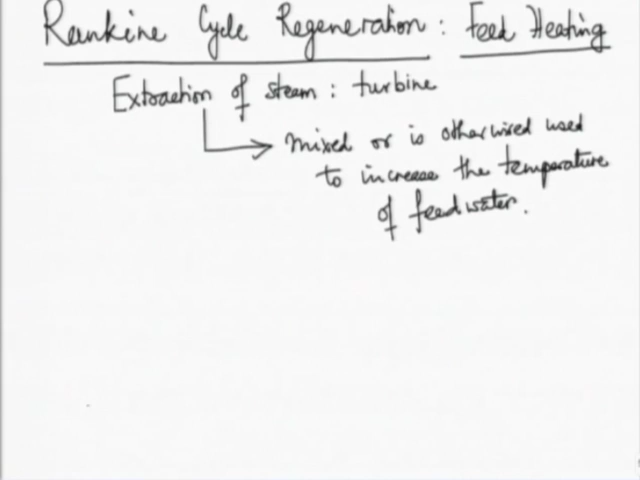 Rankine Cycle Regeneration : Feed Heating
Extraction of steam : turbine
mixed or is otherwised used
to increase the temperature
of feedwater.